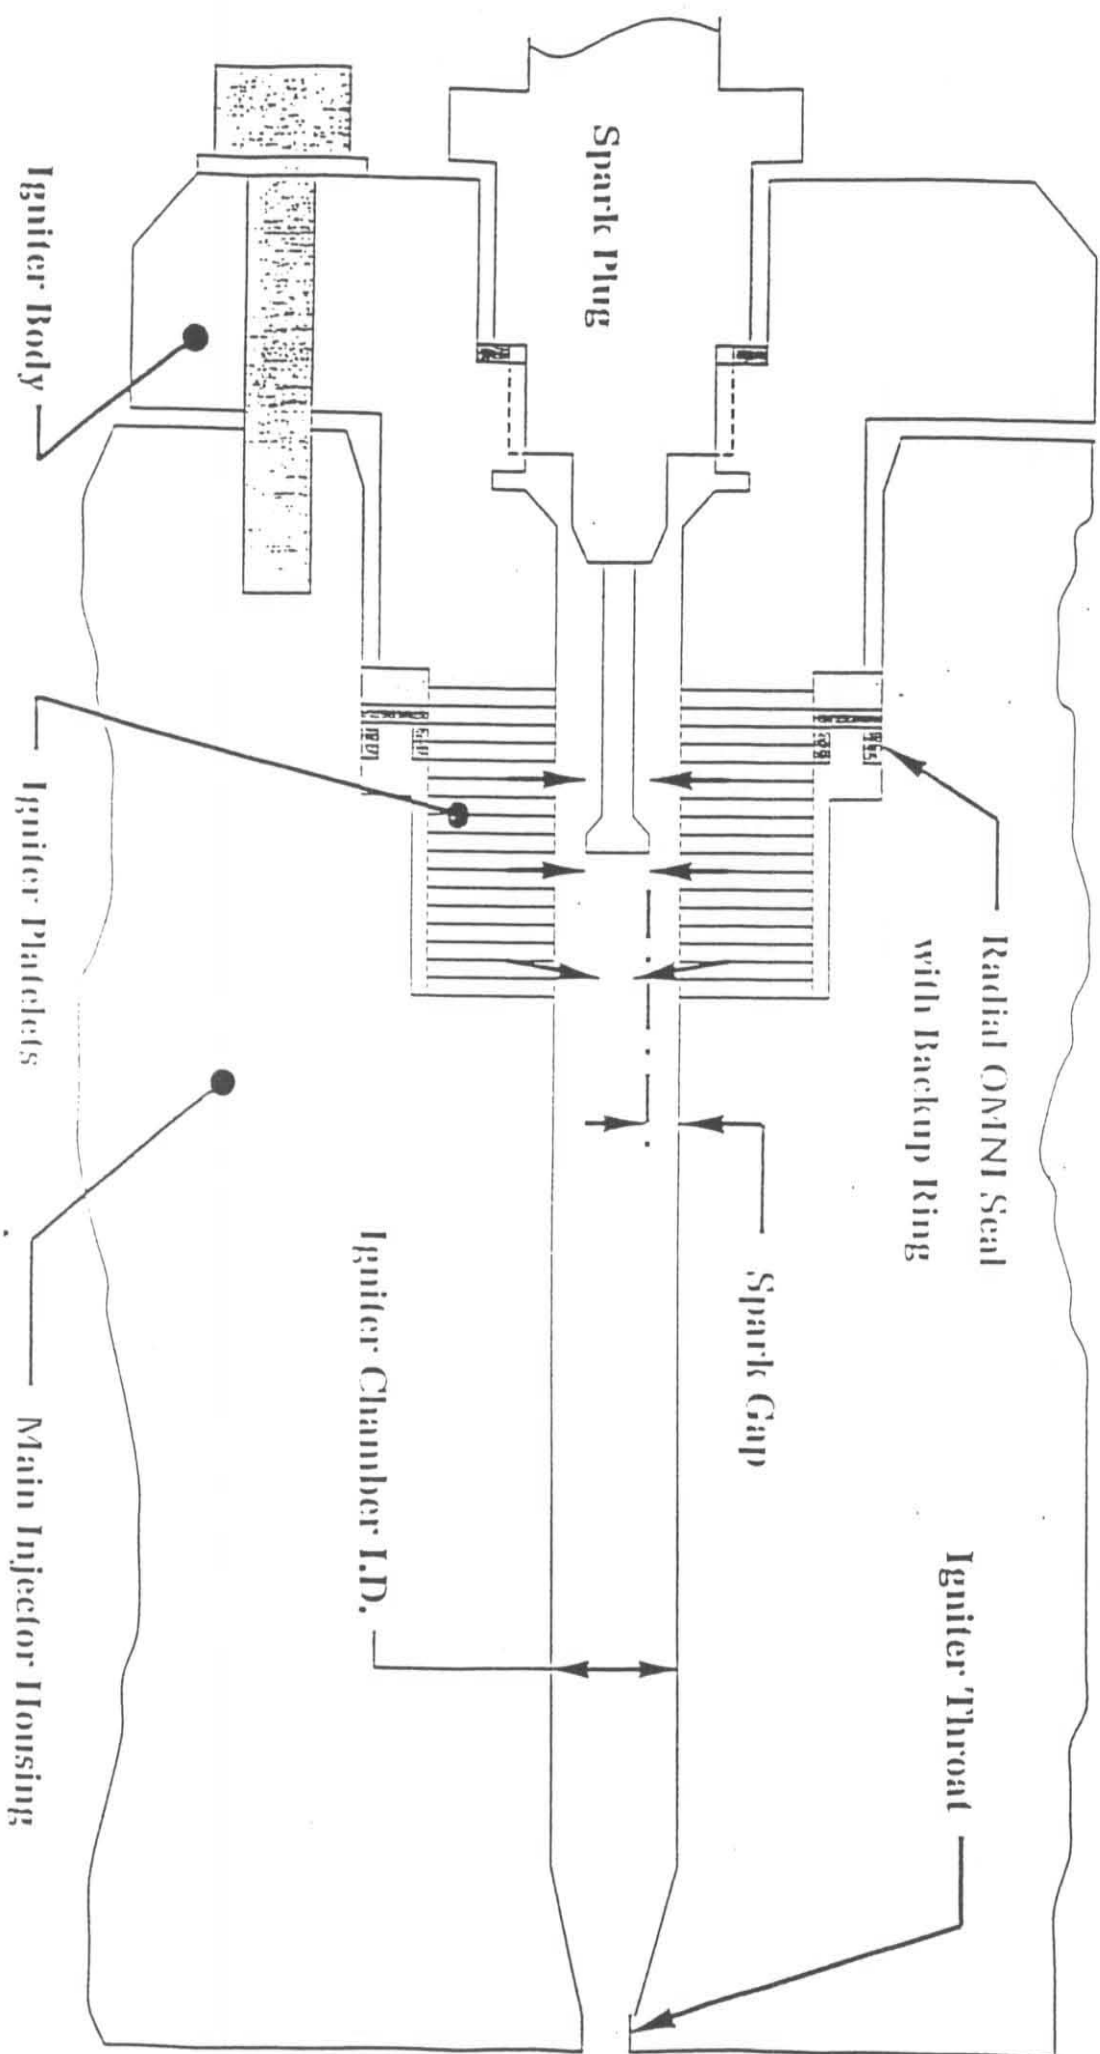 Spark Plug
Igniter Body
Radial OMNI Seal
with Backup Ring
Igniter Platelets
Spark Gap
Igniter Chamber I.D.
Igniter Throat
Main Injector Housing